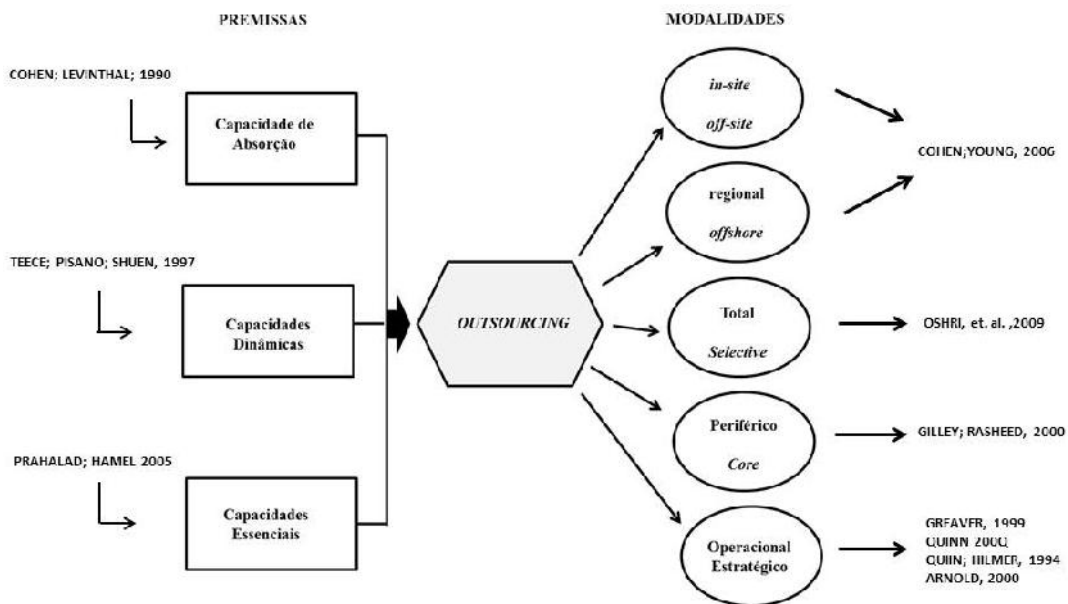 PREMISSAS
MODALIDADES
COHEN; LEVINTHAL; 1990
Capacidade de
Absorção
TEECE; PISANO; SHUEN, 1997
Capacidades
Dinâmicas
PRAHALAD; HAMEL 2005
Capacidades
Essenciais
OUTSOURCING
in-site
off-site
regional
offshore
COHEN;YOUNG, 2006
Total
Selective
OSHRI, et. al. ,2009
Periférico
Core
GILLEY; RASHEED, 2000
Operacional
Estratégico
GREAVER, 1999
QUINN 200Q
QUIIN; HILMER, 1994
ARNOLD, 2000